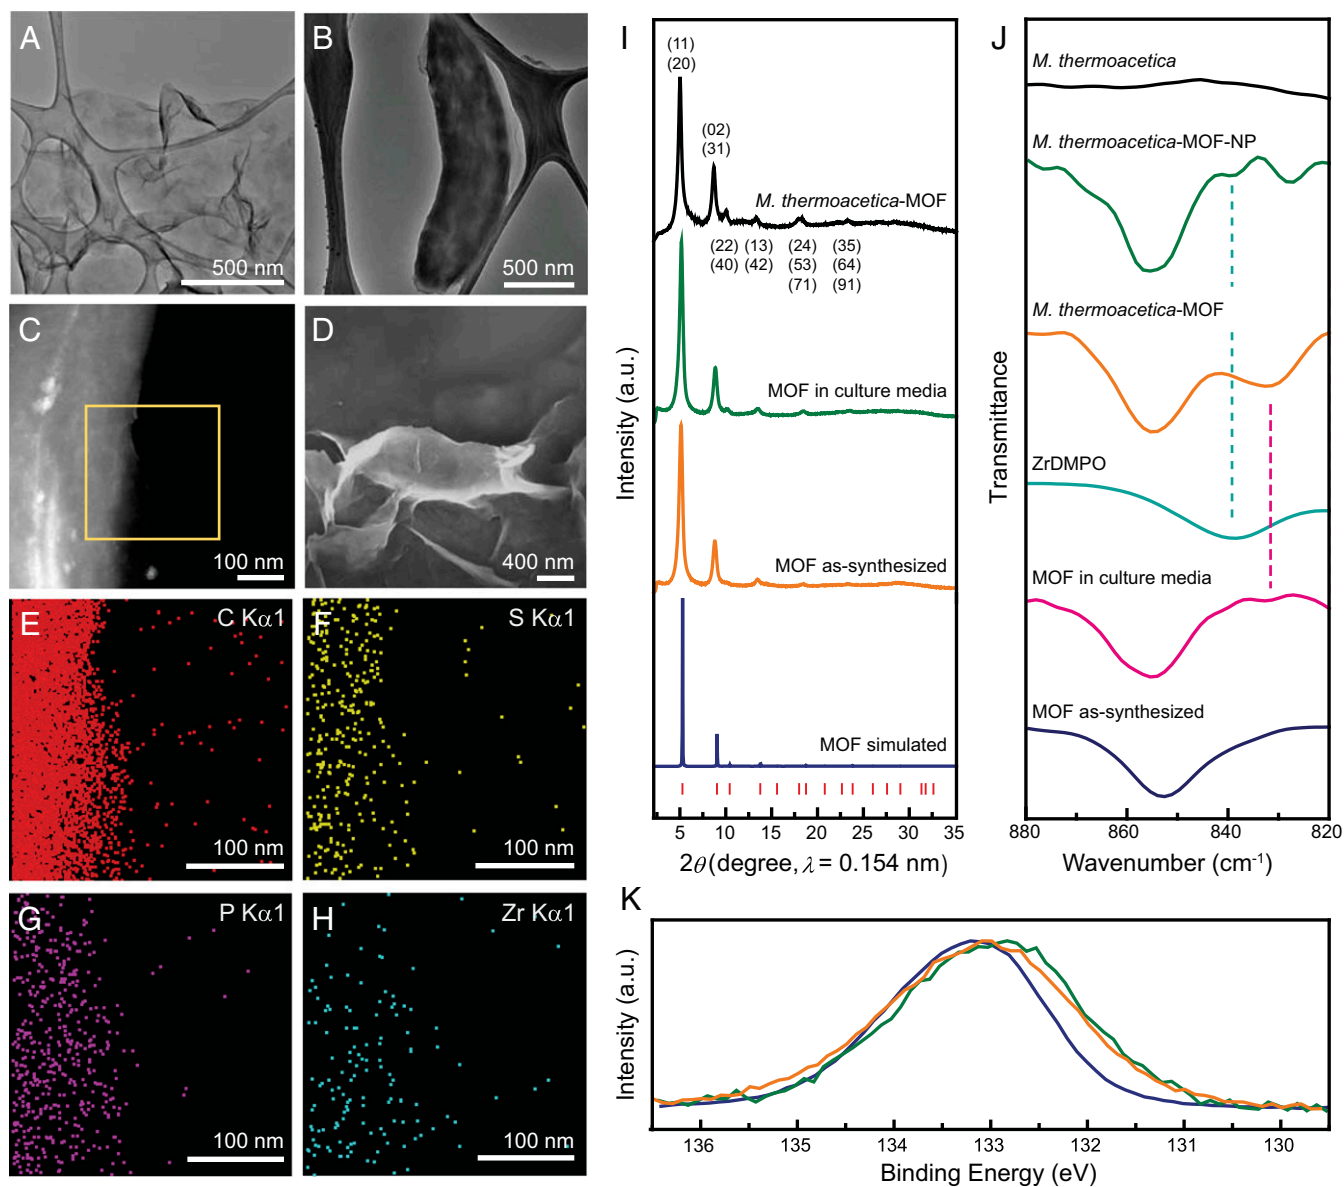 A
500 nm
B
500 nm
C
100 nm
D
400 nm
E
C Kα1
100 nm
F
S Kα1
100 nm
G
P Kα1
100 nm
H
Zr Kα1
100 nm
I
(11)
(20)
(02)
(31)
M. thermoacetica-MOF
(22) (13) (24) (35)
(40) (42) (53) (64)
(71) (91)
MOF in culture media
MOF as-synthesized
MOF simulated
Intensity (a.u.)
5 10 15 20 25 30 35
2θ (degree, λ = 0.154 nm)
J
M. thermoacetica
M. thermoacetica-MOF-NP
M. thermoacetica-MOF
ZrDMPO
MOF in culture media
MOF as-synthesized
Transmittance
880 860 840 820
Wavenumber (cm⁻¹)
K
Intensity (a.u.)
136 135 134 133 132 131 130
Binding Energy (eV)